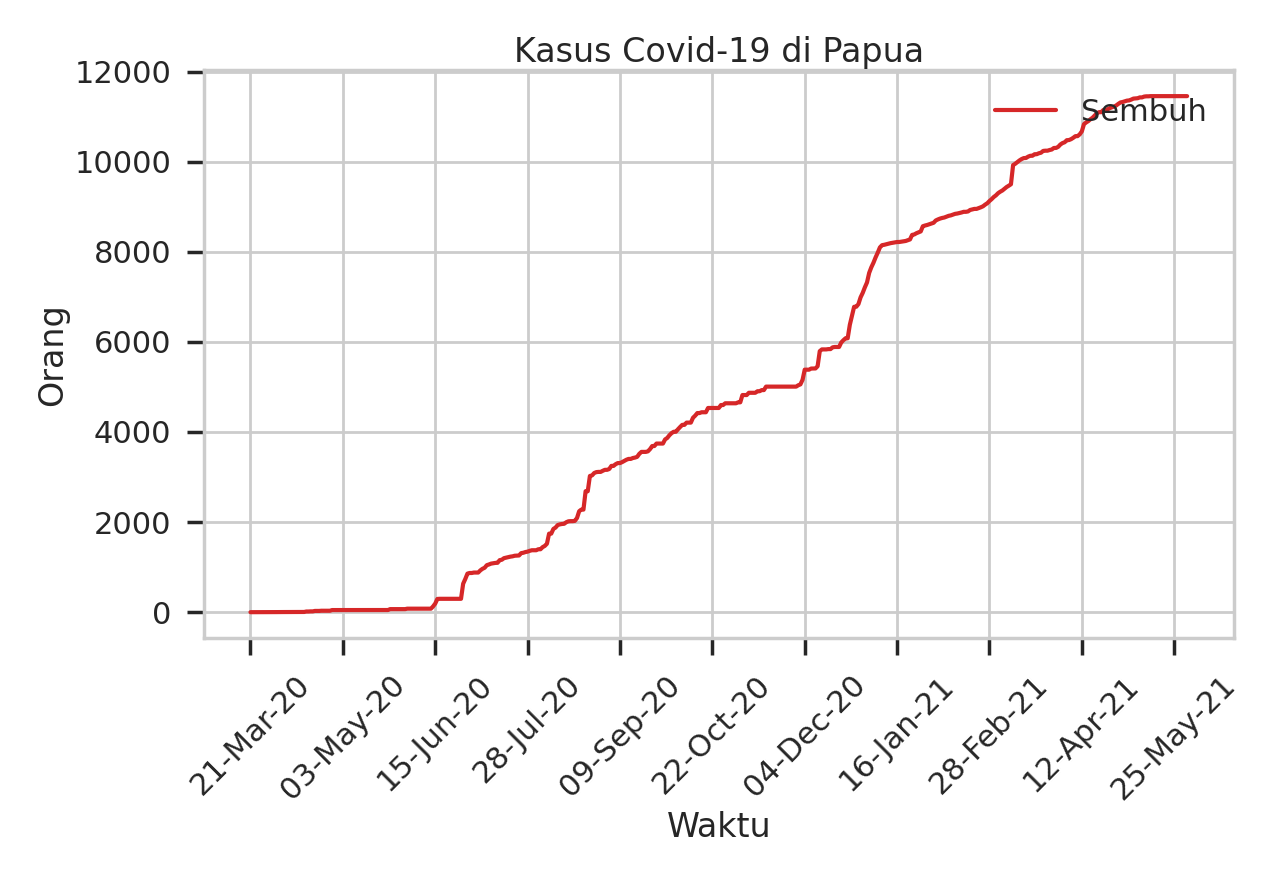 Kasus Covid-19 di Papua
12000
10000
8000
6000
4000
2000
0
Orang
Sembuh
21-Mar-20
03-May-20
15-Jun-20
28-Jul-20
09-Sep-20
22-Oct-20
04-Dec-20
16-Jan-21
28-Feb-21
12-Apr-21
25-May-21
Waktu